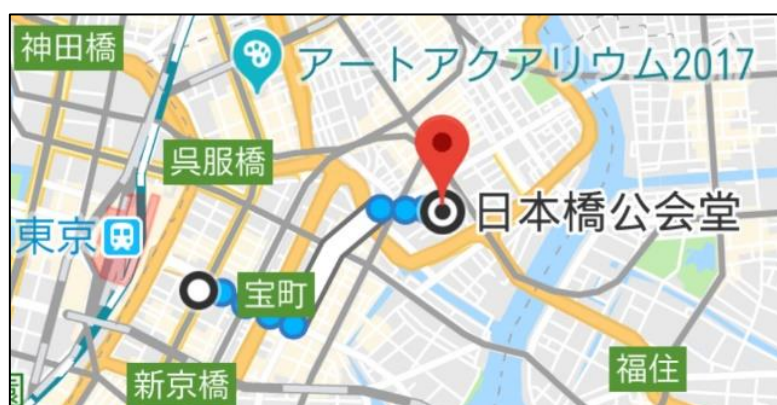 神田橋
アートアクアリウム2017
呉服橋
東京
日本橋公会堂
宝町
新京橋
福住